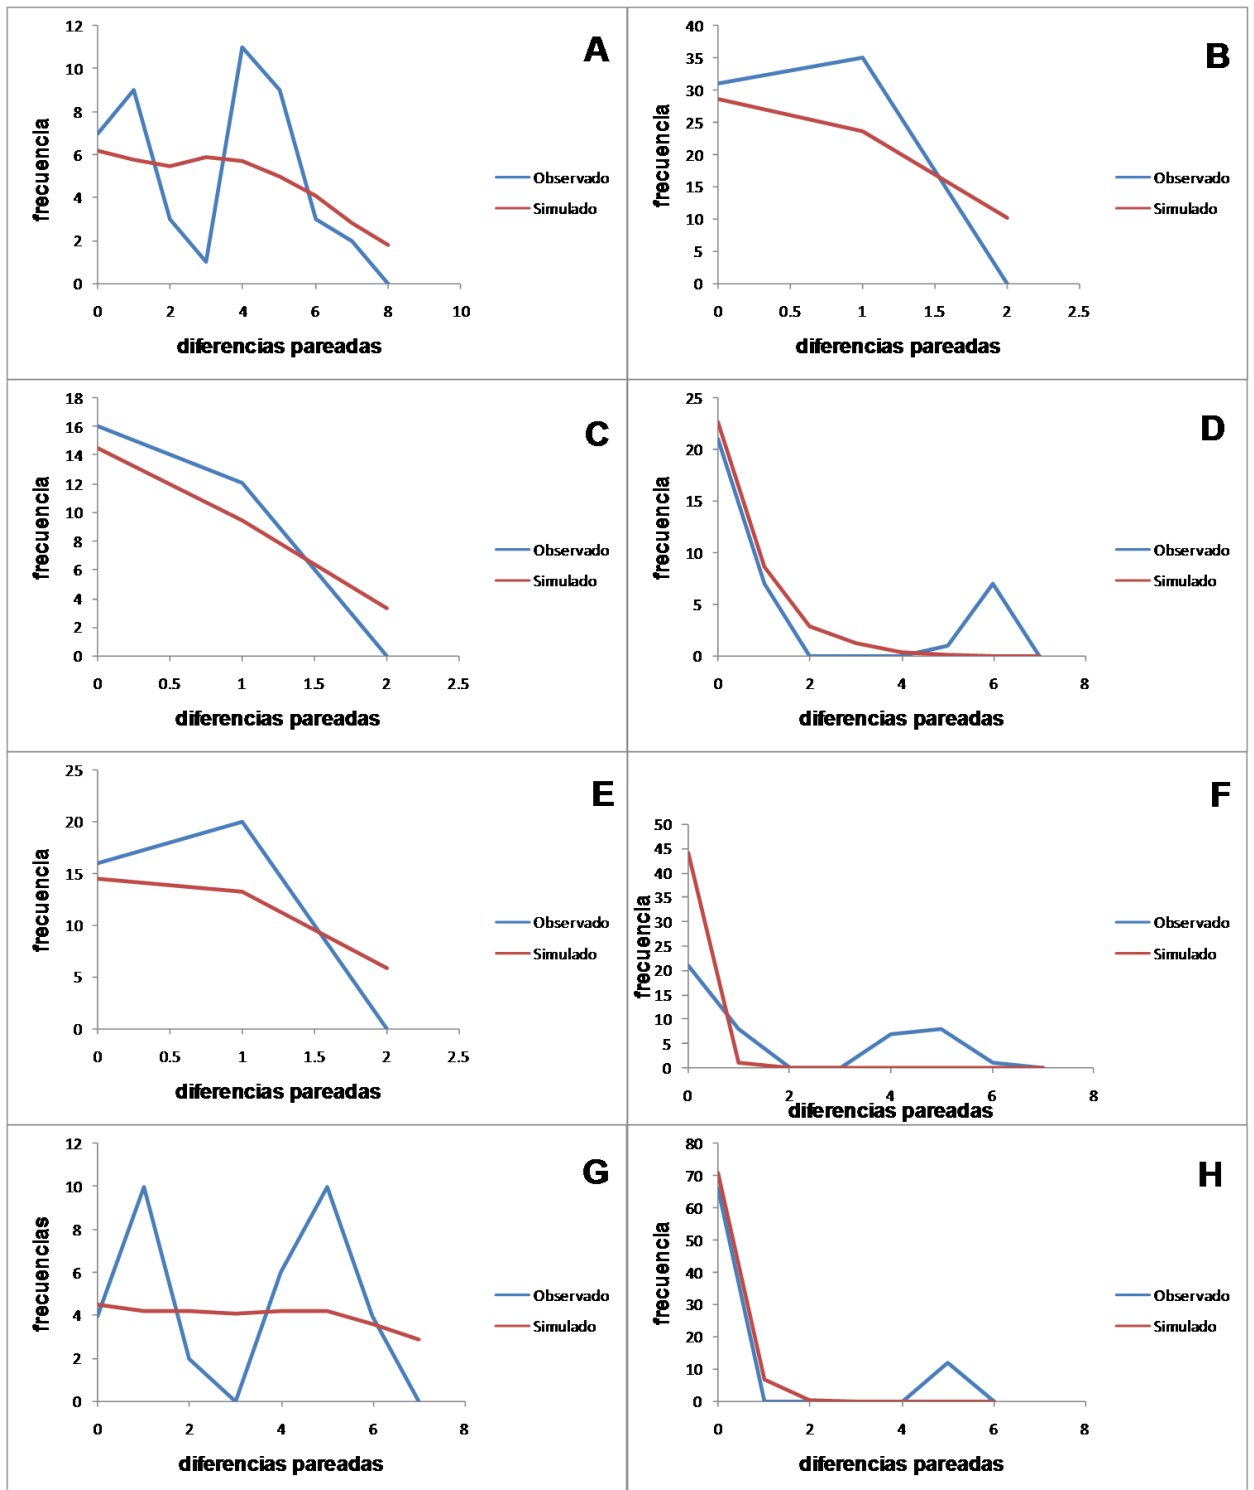 A
12
10
8
6
4
2
0
frecuencia
0 2 4 6 8 10
diferencias pareadas
Observado
Simulado
B
40
35
30
25
20
15
10
5
0
frecuencia
0 0.5 1 1.5 2 2.5
diferencias pareadas
Observado
Simulado
C
18
16
14
12
10
8
6
4
2
0
frecuencia
0 0.5 1 1.5 2 2.5
diferencias pareadas
Observado
Simulado
D
25
20
15
10
5
0
frecuencia
0 2 4 6 8
diferencias pareadas
Observado
Simulado
E
25
20
15
10
5
0
frecuencia
0 0.5 1 1.5 2 2.5
diferencias pareadas
Observado
Simulado
F
50
45
40
35
30
25
20
15
10
5
0
frecuencia
0 2 4 6 8
diferencias pareadas
Observado
Simulado
G
12
10
8
6
4
2
0
frecuencias
0 2 4 6 8
diferencias pareadas
Observado
Simulado
H
80
70
60
50
40
30
20
10
0
frecuencia
0 2 4 6 8
diferencias pareadas
Observado
Simulado